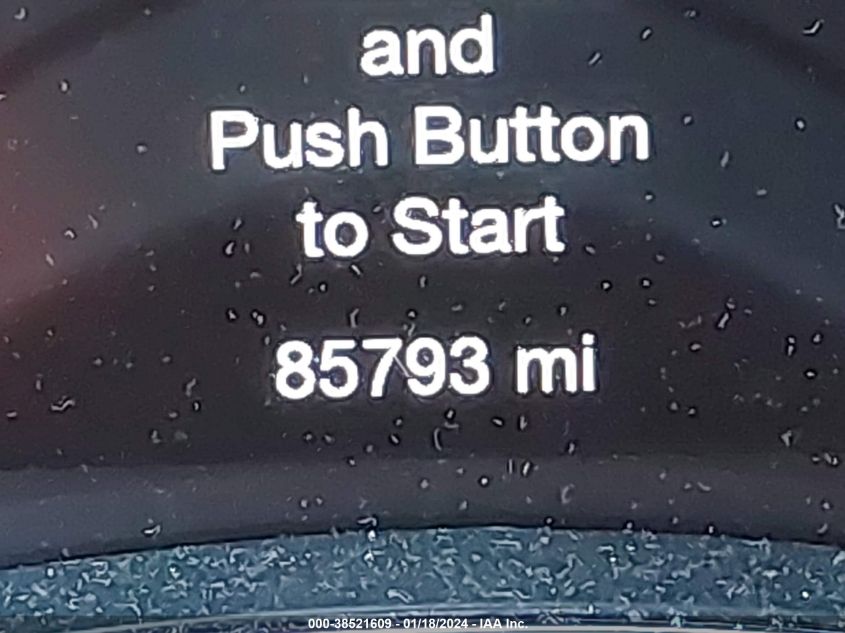 and
Push Button
to Start
85793 mi
000-38521609 - 01/18/2024 - IAA Inc.